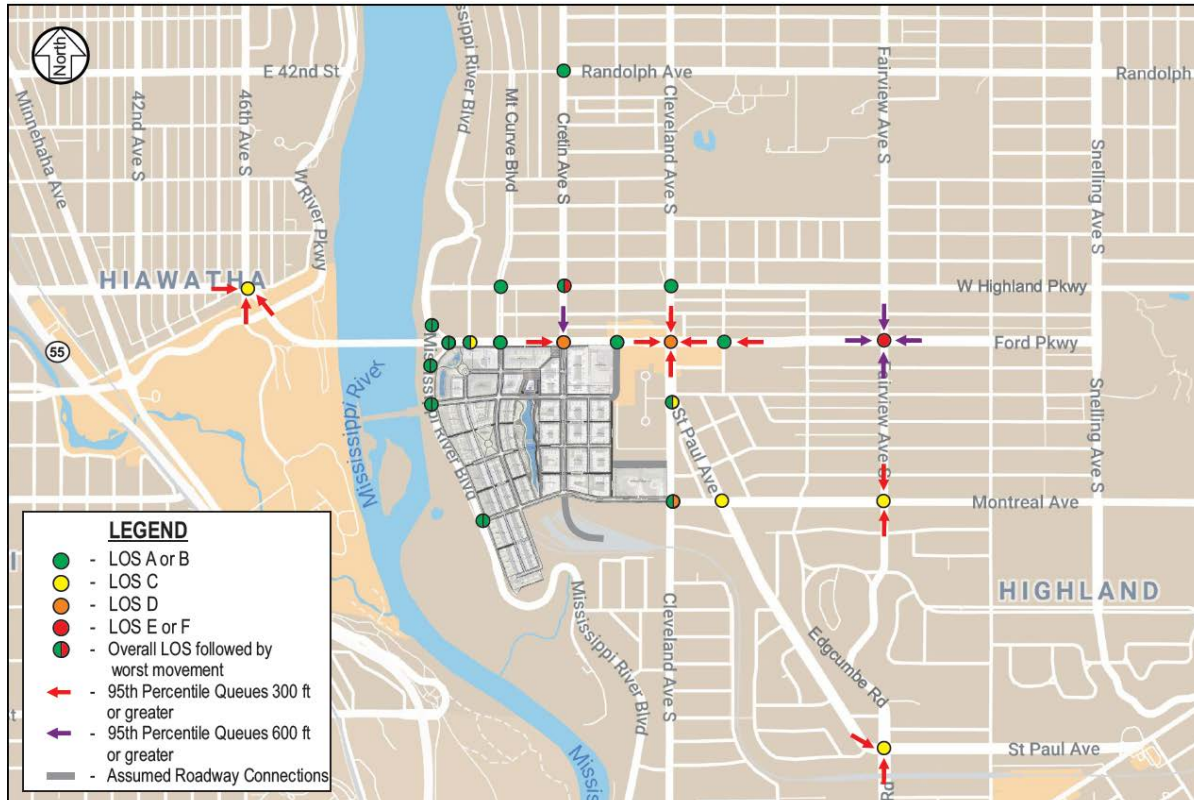 North
E 42nd St
Randolph Ave
Randolph
Minnehaha Ave
42nd Ave S
46th Ave S
W River Pkwy
ssippi River Blvd
Mt Curve Blvd
Cretin Ave S
Cleveland Ave S
Fairview Ave S
Snelling Ave S
HIAWATHA
W Highland Pkwy
55
Ford Pkwy
Mississippi River
Mississippi River Blvd
St Paul Ave
Fairview Ave S
Snelling Ave S
Montreal Ave
HIGHLAND
Mississippi River Blvd
Cleveland Ave S
Edgcumbe Rd
St Paul Ave
Missis
Rd
LEGEND
- LOS A or B
- LOS C
- LOS D
- LOS E or F
- Overall LOS followed by
worst movement
- 95th Percentile Queues 300 ft
or greater
- 95th Percentile Queues 600 ft
or greater
- Assumed Roadway Connections